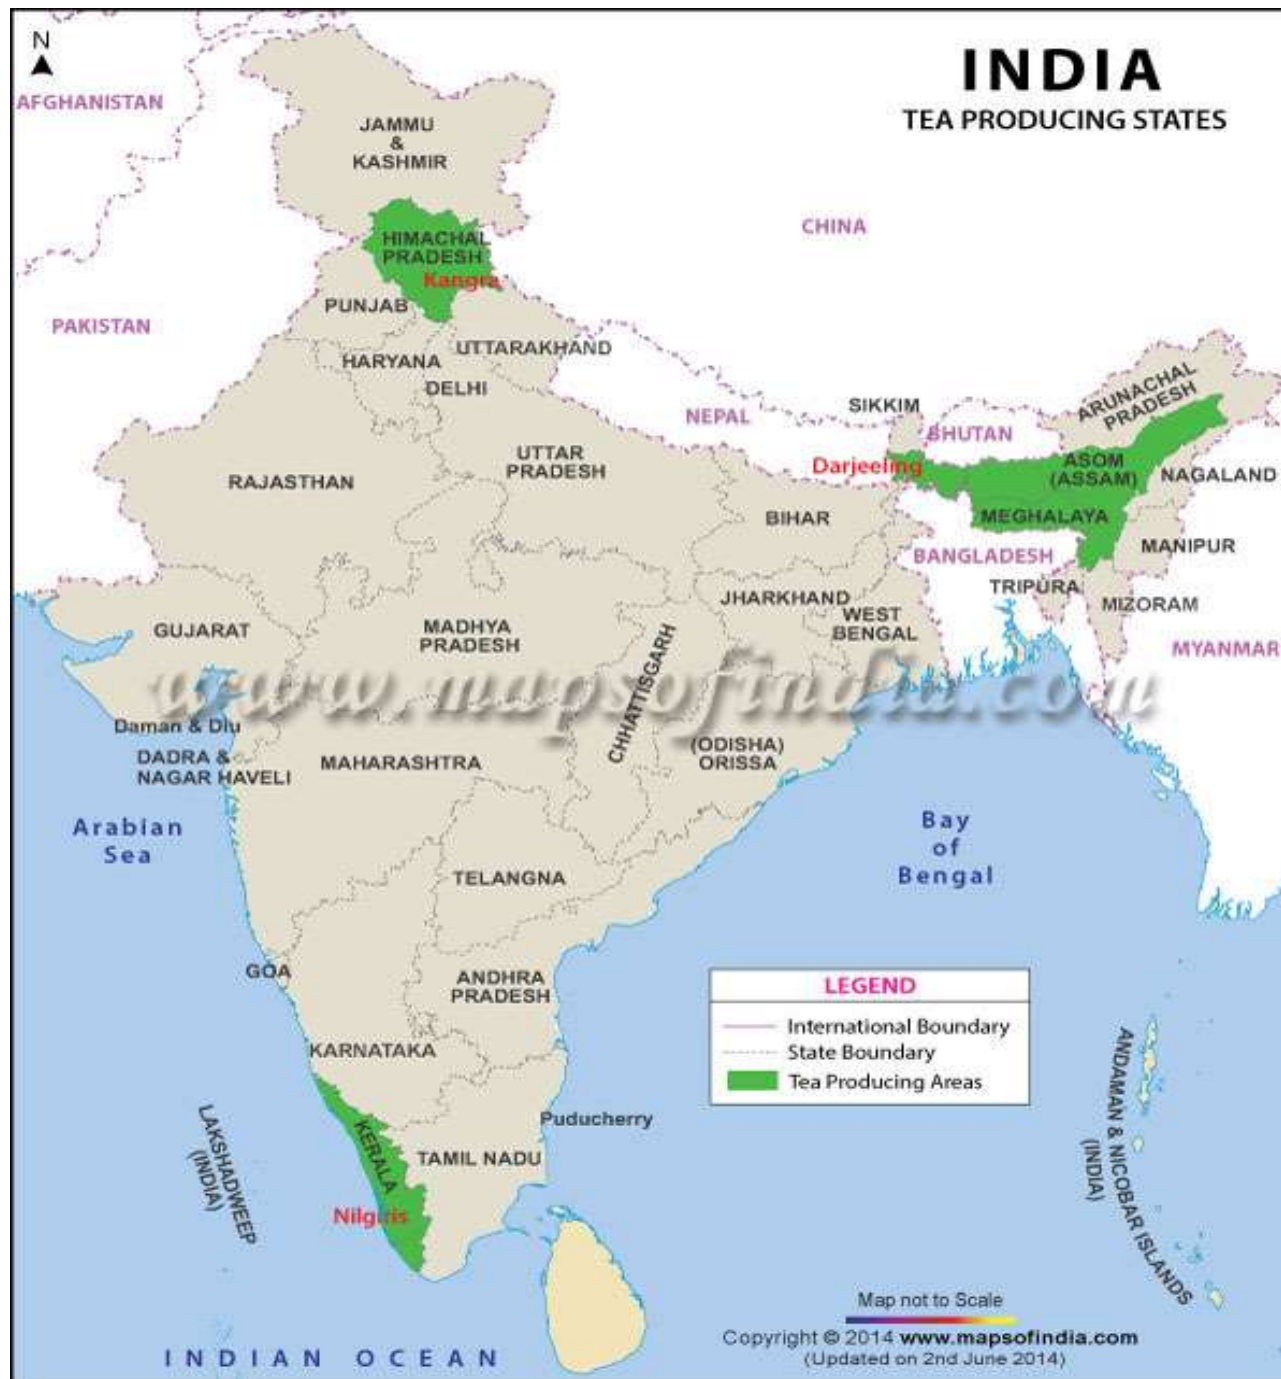 N
INDIA
TEA PRODUCING STATES
AFGHANISTAN
JAMMU
&
KASHMIR
CHINA
HIMACHAL
PRADESH
Kangra
PUNJAB
PAKISTAN
UTTARAKHAND
HARYANA
DELHI
SIKKIM
ARUNACHAL
PRADESH
NEPAL
BHUTAN
UTTAR
PRADESH
Darjeeling
ASOM
(ASSAM)
NAGALAND
RAJASTHAN
BIHAR
MEGHALAYA
MANIPUR
BANGLADESH
TRIPURA
JHARKHAND
MIZORAM
WEST
BENGAL
GUJARAT
MADHYA
PRADESH
MYANMAR
www.mapsofindia.com
CHHATTISGARH
Daman & Diu
DADRA &
NAGAR HAVELI
MAHARASHTRA
(ODISHA)
ORISSA
Arabian
Sea
Bay
of
Bengal
TELANGNA
GOA
ANDHRA
PRADESH
LEGEND
International Boundary
State Boundary
Tea Producing Areas
KARNATAKA
Puducherry
LAKSHADWEEP
(INDIA)
KERALA
TAMIL NADU
Nilgiris
ANDAMAN & NICOBAR ISLANDS
(INDIA)
Map not to Scale
Copyright © 2014 www.mapsofindia.com
(Updated on 2nd June 2014)
INDIAN OCEAN